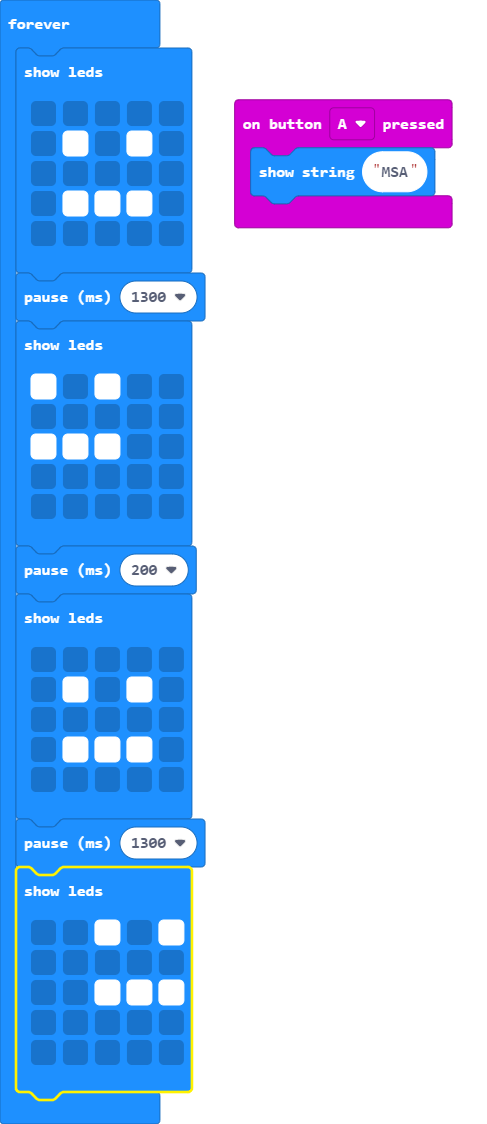 forever
show leds
pause (ms) 1300
show leds
pause (ms) 200
show leds
pause (ms) 1300
show leds
on button A pressed
show string "MSA"